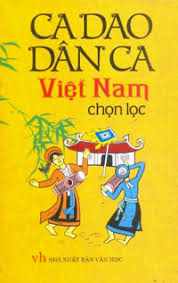 CA DAO
DÂN CA
Việt Nam
chọn lọc
vh NHÀ XUẤT BẢN VĂN HỌC